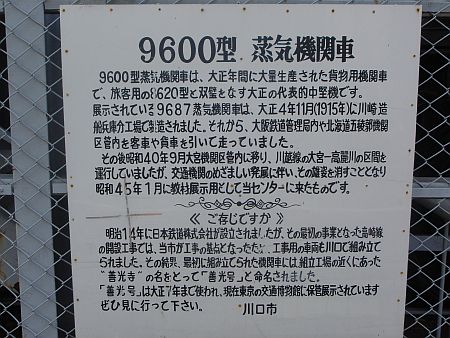 9600型 蒸気機関車
9600型蒸気機関車は、大正年間に大量生産された貨物用機関車
で、旅客用の8620型と双璧をなす大正の代表的中型機です。
展示されている9687蒸気機関車は、大正4年11月(1915年)に川崎造
船兵庫分工場で製造されました。それから、大阪鉄道管理局内や北海道五稜郭機関
区管内を客車や貨車を引いて走っていました。
その後昭和40年9月大宮機関区管内に移り、川越線の大宮ー高麗川の区間を
運行していましたが、交通機関のめざましい発展に伴い、その雄姿を消すこととなり
昭和45年1月に教材展示用として当センターに来たものです。
≪ご存じですか≫
明治14年に日本鉄道株式会社が設立されましたが、その最初の事業となった高崎線
の開設工事では、当市が工事の基点となったため、工事用の車両も川口で組み立て
られました。その結果、最初に組み立てられた機関車には、組立工場の近くにあった
"善光寺"の名をとって「善光号」と命名されました。
「善光号」は大正7年まで使われ、現在東京の交通博物館に保管展示されています
ぜひ見に行って下さい。 川口市